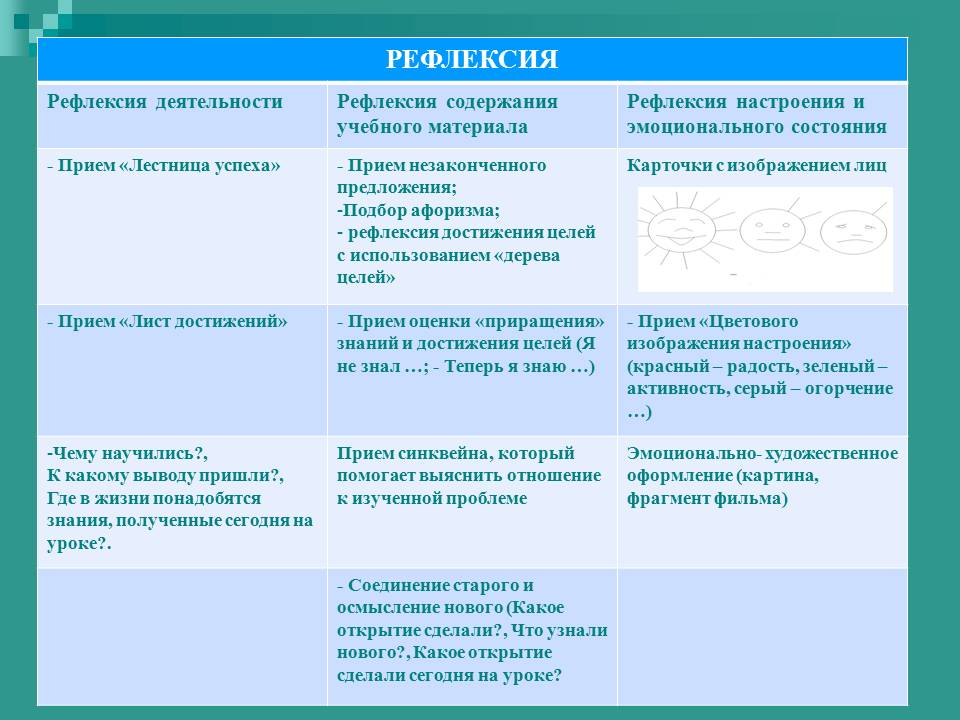 РЕФЛЕКСИЯ
Рефлексия деятельности
Рефлексия содержания
учебного материала
Рефлексия настроения и
эмоционального состояния
- Прием «Лестница успеха»
- Прием незаконченного
предложения;
-Подбор афоризма;
- рефлексия достижения целей
с использованием «дерева
целей»
Карточки с изображением лиц
- Прием «Лист достижений»
- Прием оценки «приращения»
знаний и достижения целей (Я
не знал …; - Теперь я знаю …)
- Прием «Цветового
изображения настроения»
(красный – радость, зеленый –
активность, серый – огорчение
…)
-Чему научились?,
К какому выводу пришли?,
Где в жизни понадобятся
знания, полученные сегодня на
уроке?.
Прием синквейна, который
помогает выяснить отношение
к изученной проблеме
Эмоционально- художественное
оформление (картина,
фрагмент фильма)
- Соединение старого и
осмысление нового (Какое
открытие сделали?, Что узнали
нового?, Какое открытие
сделали сегодня на уроке?